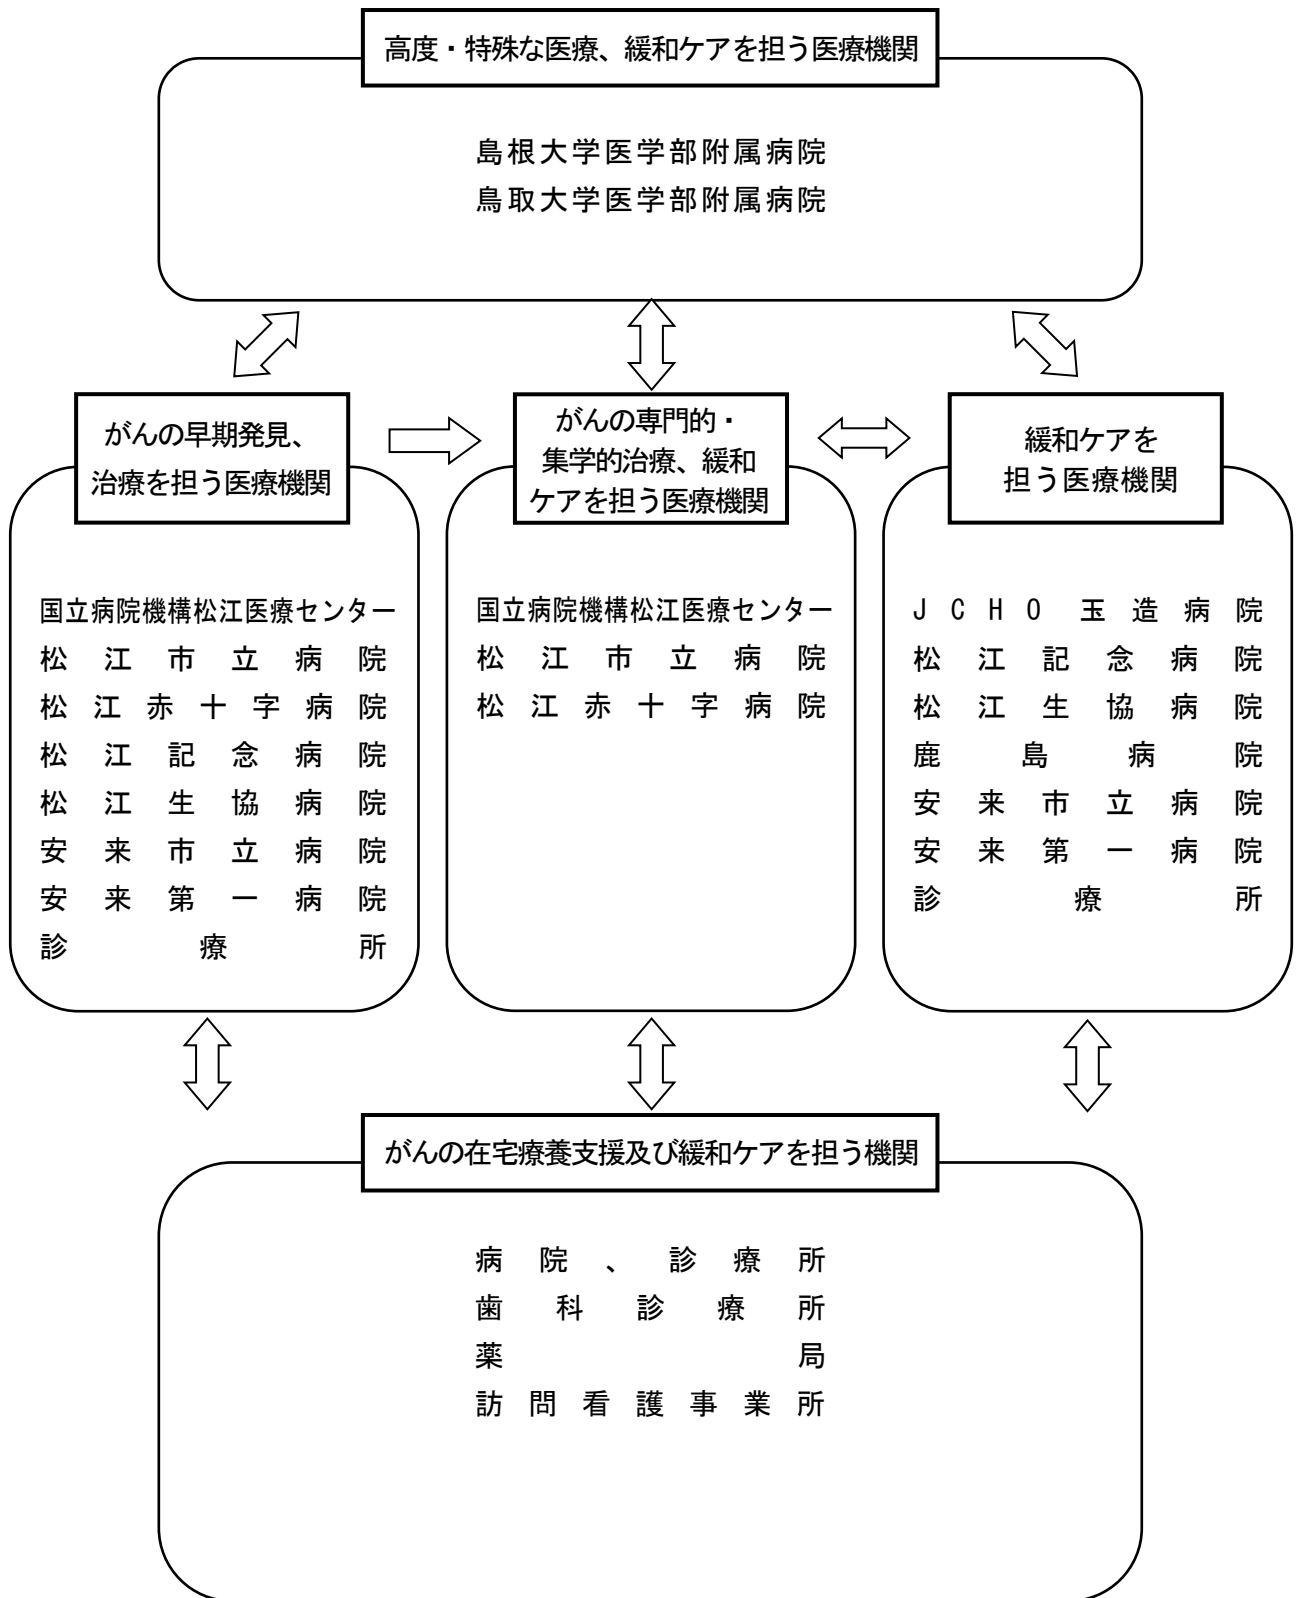 高度・特殊な医療、緩和ケアを担う医療機関
島根大学医学部附属病院
鳥取大学医学部附属病院
がんの早期発見、
治療を担う医療機関
国立病院機構松江医療センター
松江市立病院
松江赤十字病院
松江記念病院
松江生協病院
安来市立病院
安来第一病院
診療所
がんの専門的・
集学的治療、緩和
ケアを担う医療機関
国立病院機構松江医療センター
松江市立病院
松江赤十字病院
緩和ケアを
担う医療機関
JCHO玉造病院
松江記念病院
松江生協病院
鹿島病院
安来市立病院
安来第一病院
診療所
がんの在宅療養支援及び緩和ケアを担う機関
病院、診療所
歯科診療所
薬局
訪問看護事業所